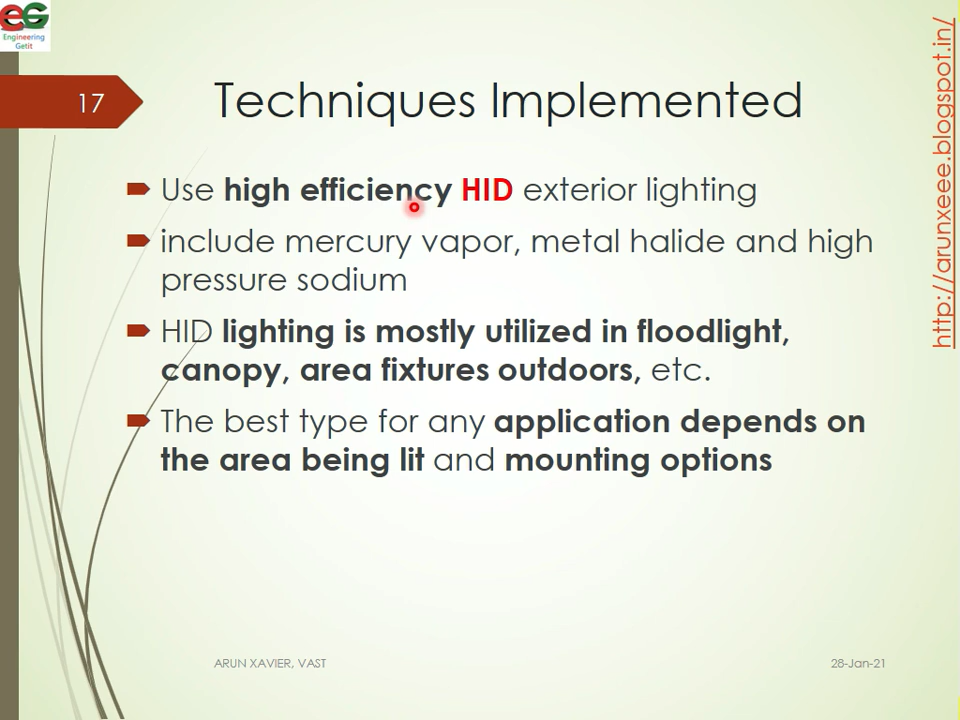 EG
Engineering
Getit
17
Techniques Implemented
http://arunxeee.blogspot.in/
Use high efficiency HID exterior lighting
include mercury vapor, metal halide and high
pressure sodium
HID lighting is mostly utilized in floodlight,
canopy, area fixtures outdoors, etc.
The best type for any application depends on
the area being lit and mounting options
ARUN XAVIER, VAST
28-Jan-21